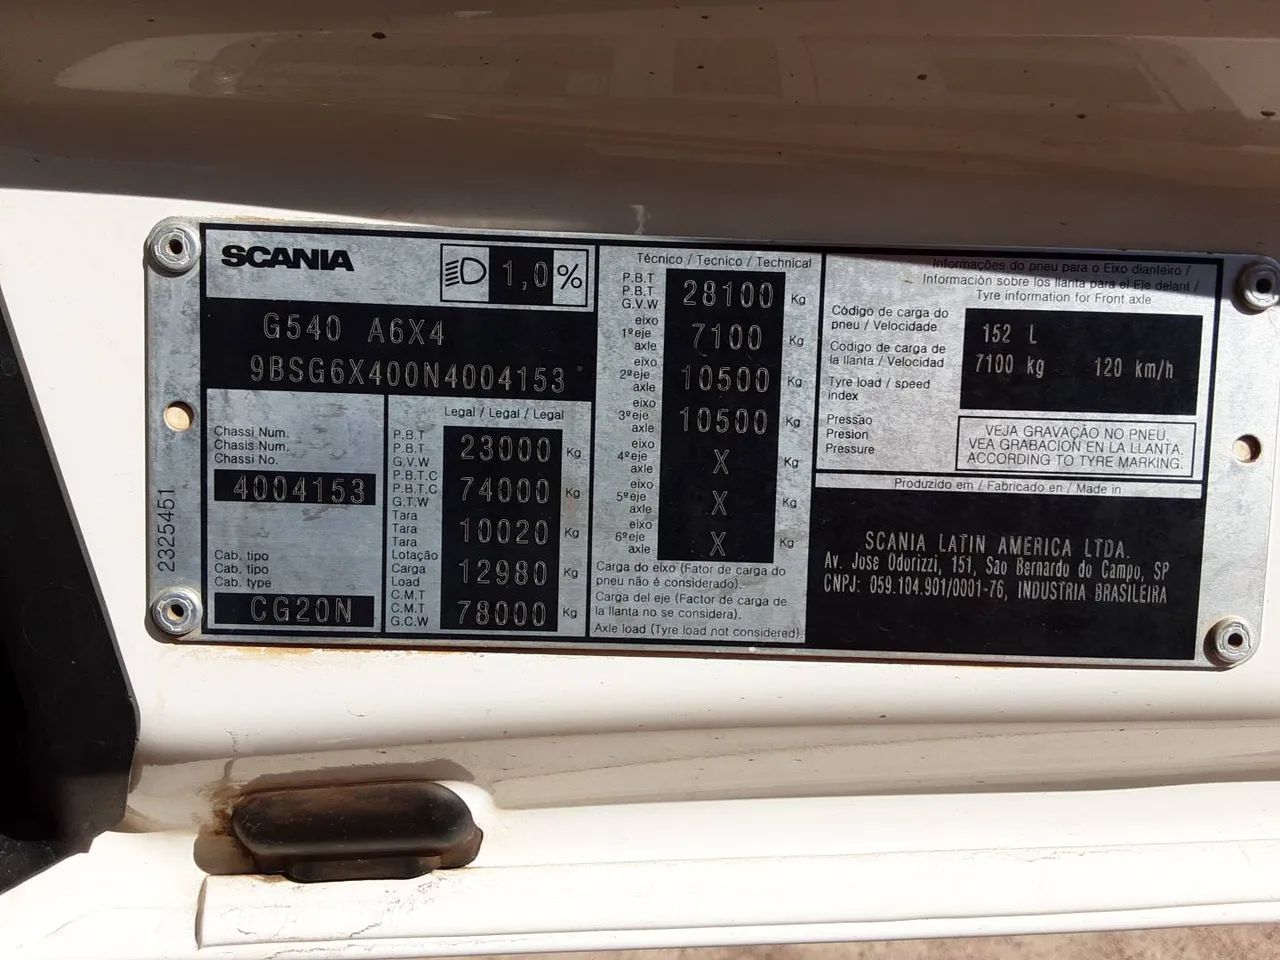 SCANIA
1,0 %
G540 A6X4
9BSG6X400N4004153
Chassi Num.
Chasis Num.
Chassi No.
4004153
Cab. tipo
Cab. tipo
Cab. type
CG20N
2325451
Legal / Legal / Legal
P.B.T
P.B.T
G.V.W
23000 Kg
P.B.T.C
P.B.T.C
G.T.W
74000 Kg
Tara
Tara
10020 Kg
Lotação
Carga
Load
12980 Kg
C.M.T
C.M.T
G.C.W
78000 Kg
Técnico / Tecnico / Technical
P.B.T
P.B.T
G.V.W
28100 Kg
eixo
1ºeje
axle
7100 Kg
eixo
2ºeje
axle
10500 Kg
eixo
3ºeje
axle
10500 Kg
eixo
4ºeje
axle
X Kg
eixo
5ºeje
axle
X Kg
eixo
6ºeje
axle
X Kg
Carga do eixo (Fator de carga do
pneu não é considerado).
Carga del eje (Factor de carga de
la llanta no se considera).
Axle load (Tyre load not considered).
Informações do pneu para o Eixo dianteiro /
Información sobre los llanta para el Eje delant /
Tyre information for Front axle
Código de carga do
pneu / Velocidade
Codigo de carga de
la llanta / Velocidad
Tyre load / speed
index
152 L
7100 kg 120 km/h
Pressão
Presion
Pressure
VEJA GRAVAÇÃO NO PNEU.
VEA GRABACION EN LA LLANTA.
ACCORDING TO TYRE MARKING.
Produzido em / Fabricado en / Made in
SCANIA LATIN AMERICA LTDA.
Av. Jose Odorizzi, 151, Sao Bernardo do Campo, SP
CNPJ: 059.104.901/0001-76, INDUSTRIA BRASILEIRA